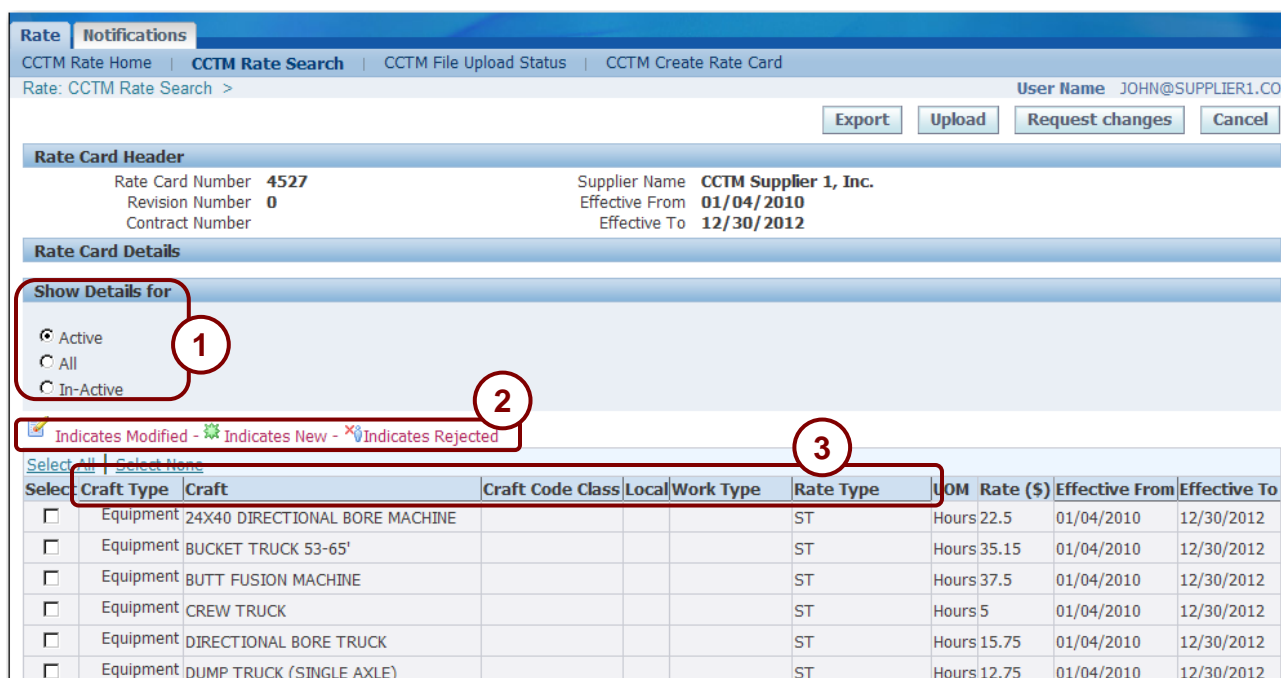 Rate Notifications
CCTM Rate Home | CCTM Rate Search | CCTM File Upload Status | CCTM Create Rate Card
Rate: CCTM Rate Search > User Name JOHN@SUPPLIER1.CO
Export Upload Request changes Cancel
Rate Card Header
Rate Card Number 4527 Supplier Name CCTM Supplier 1, Inc.
Revision Number 0 Effective From 01/04/2010
Contract Number Effective To 12/30/2012
Rate Card Details
Show Details for
Active
1
All
In-Active
2
Indicates Modified - Indicates New - Indicates Rejected
3
Select All | Select None
Select Craft Type Craft Craft Code Class Local Work Type Rate Type UOM Rate ($) Effective From Effective To
Equipment 24X40 DIRECTIONAL BORE MACHINE ST Hours 22.5 01/04/2010 12/30/2012
Equipment BUCKET TRUCK 53-65' ST Hours 35.15 01/04/2010 12/30/2012
Equipment BUTT FUSION MACHINE ST Hours 37.5 01/04/2010 12/30/2012
Equipment CREW TRUCK ST Hours 5 01/04/2010 12/30/2012
Equipment DIRECTIONAL BORE TRUCK ST Hours 15.75 01/04/2010 12/30/2012
Equipment DUMP TRUCK (SINGLE AXLE) ST Hours 12.75 01/04/2010 12/30/2012